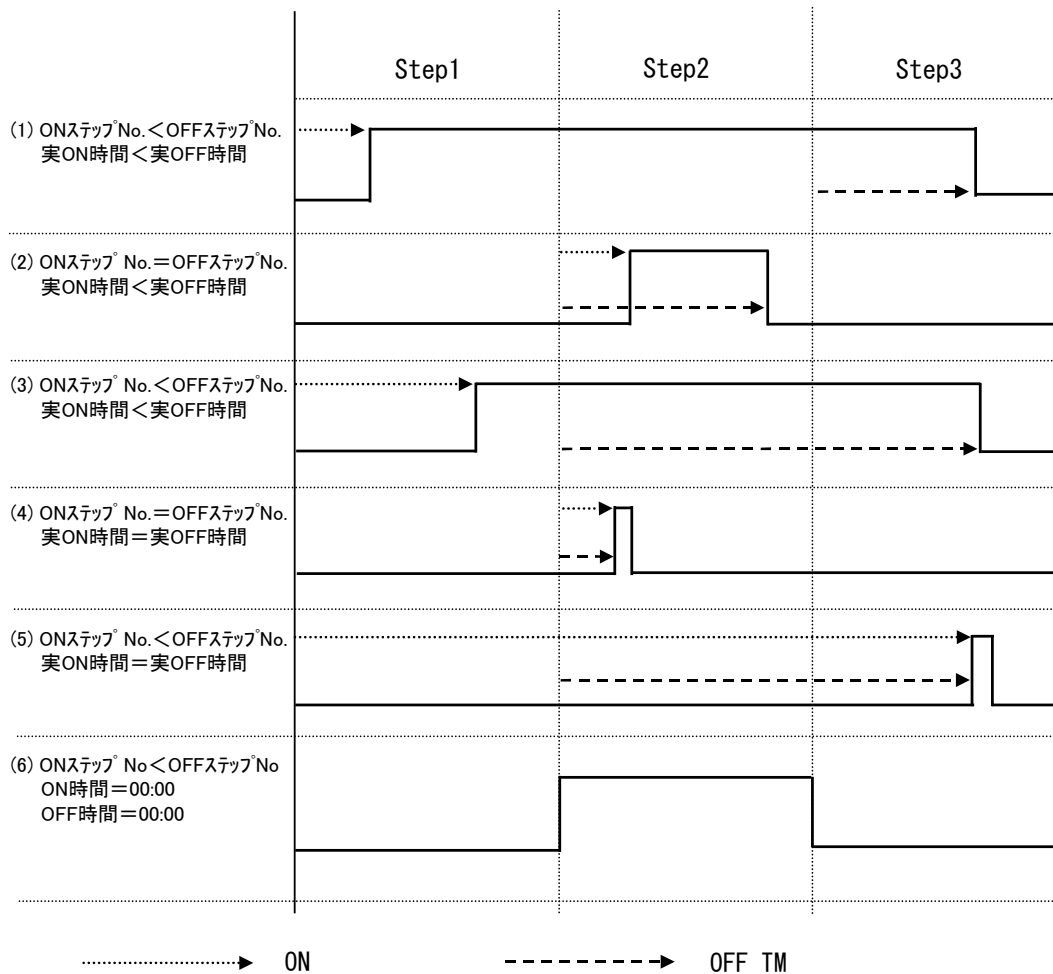 Step1 Step2 Step3
(1) ONｽﾃｯﾌﾟNo.＜OFFｽﾃｯﾌﾟNo.
実ON時間＜実OFF時間
(2) ONｽﾃｯﾌﾟ No.＝OFFｽﾃｯﾌﾟNo.
実ON時間＜実OFF時間
(3) ONｽﾃｯﾌﾟ No.＜OFFｽﾃｯﾌﾟNo.
実ON時間＜実OFF時間
(4) ONｽﾃｯﾌﾟ No.＝OFFｽﾃｯﾌﾟNo.
実ON時間＝実OFF時間
(5) ONｽﾃｯﾌﾟ No.＜OFFｽﾃｯﾌﾟNo.
実ON時間＝実OFF時間
(6) ONｽﾃｯﾌﾟ No＜OFFｽﾃｯﾌﾟNo
ON時間＝00:00
OFF時間＝00:00
ON OFF TM